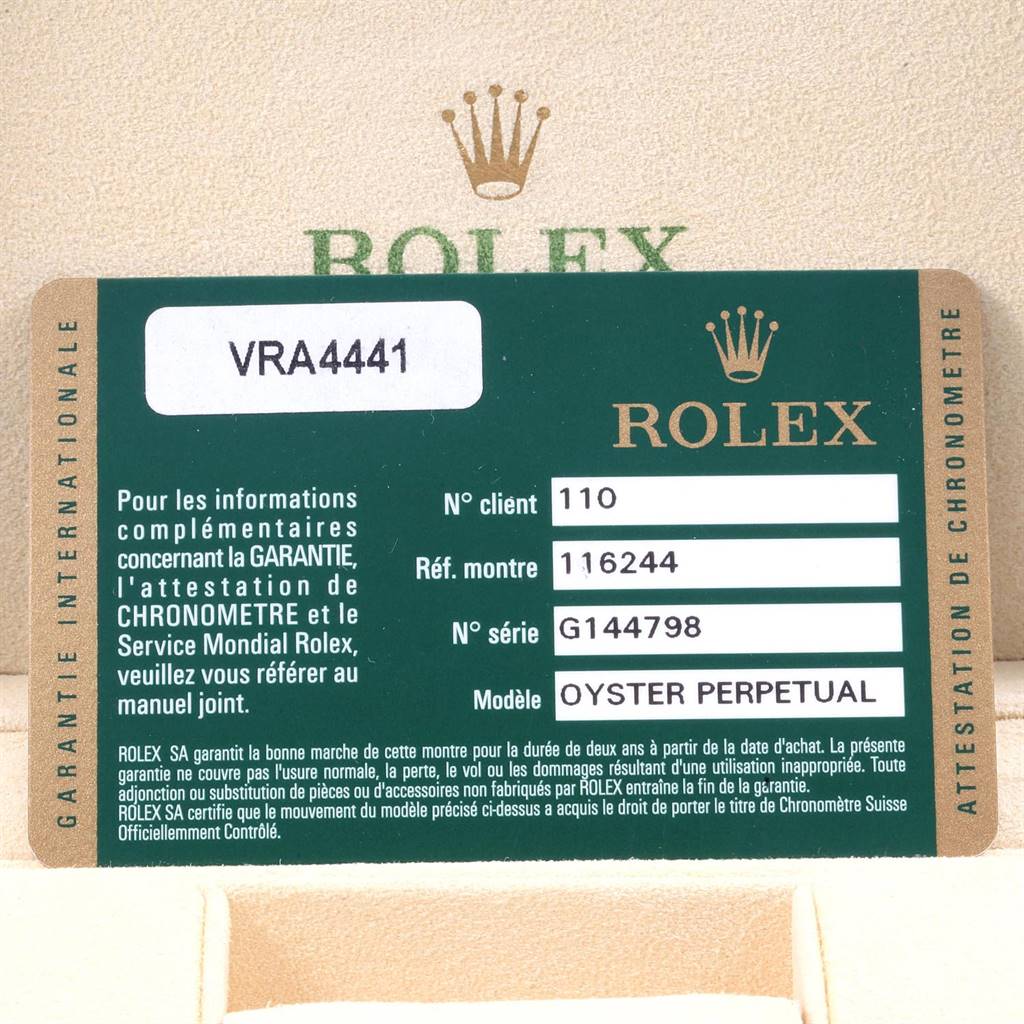 ROLEX
GARANTIE INTERNATIONALE
VRA4441
ROLEX
Pour les informations
complémentaires
concernant la GARANTIE,
l'attestation de
CHRONOMETRE et le
Service Mondial Rolex,
veuillez vous référer au
manuel joint.
N° client 110
Réf. montre 116244
N° série G144798
Modèle OYSTER PERPETUAL
ROLEX SA garantit la bonne marche de cette montre pour la durée de deux ans à partir de la date d'achat. La présente
garantie ne couvre pas l'usure normale, la perte, le vol ou les dommages résultant d'une utilisation inappropriée. Toute
adjonction ou substitution de pièces ou d'accessoires non fabriqués par ROLEX entraîne la fin de la garantie.
ROLEX SA certifie que le mouvement du modèle précisé ci-dessus a acquis le droit de porter le titre de Chronomètre Suisse
Officiellement Contrôlé.
ATTESTATION DE CHRONOMETRE